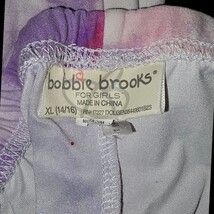 bobbie brooks®
FOR GIRLS
MADE IN CHINA
XL (14/16)